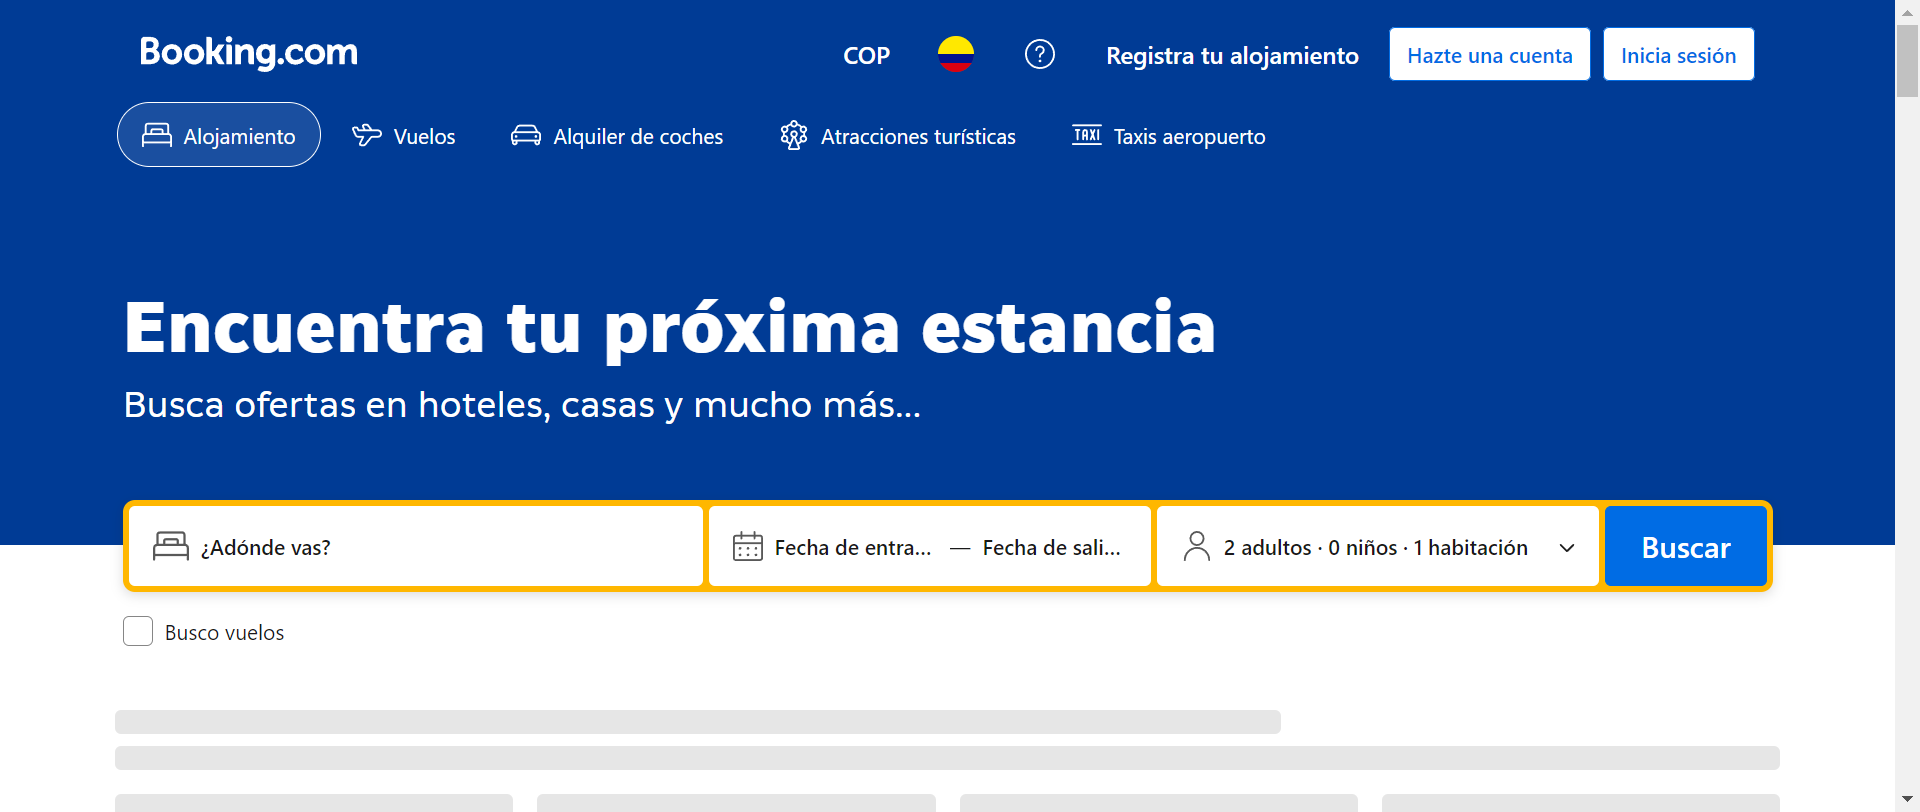 Booking.com
COP
?
Registra tu alojamiento
Hazte una cuenta
Inicia sesión
Alojamiento
Vuelos
Alquiler de coches
Atracciones turísticas
TAXI
Taxis aeropuerto
Encuentra tu próxima estancia
Busca ofertas en hoteles, casas y mucho más...
¿Adónde vas?
Fecha de entra... — Fecha de sali...
2 adultos · 0 niños · 1 habitación
Buscar
Busco vuelos